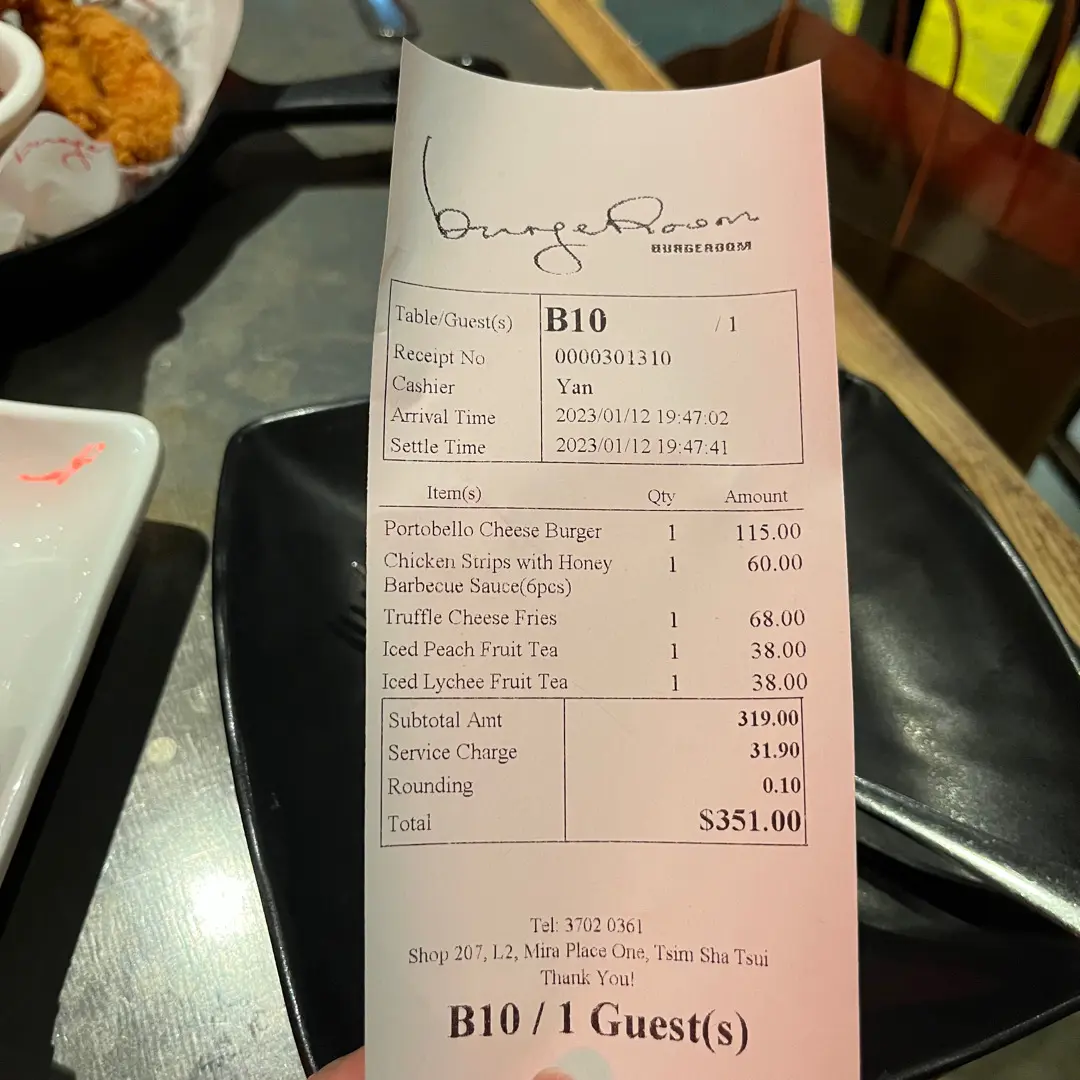 burgeRoom
BURGEROOM
Table/Guest(s) B10 / 1
Receipt No 0000301310
Cashier Yan
Arrival Time 2023/01/12 19:47:02
Settle Time 2023/01/12 19:47:41
Item(s) Qty Amount
Portobello Cheese Burger 1 115.00
Chicken Strips with Honey 1 60.00
Barbecue Sauce(6pcs)
Truffle Cheese Fries 1 68.00
Iced Peach Fruit Tea 1 38.00
Iced Lychee Fruit Tea 1 38.00
Subtotal Amt 319.00
Service Charge 31.90
Rounding 0.10
Total $351.00
Tel: 3702 0361
Shop 207, L2, Mira Place One, Tsim Sha Tsui
Thank You!
B10 / 1 Guest(s)